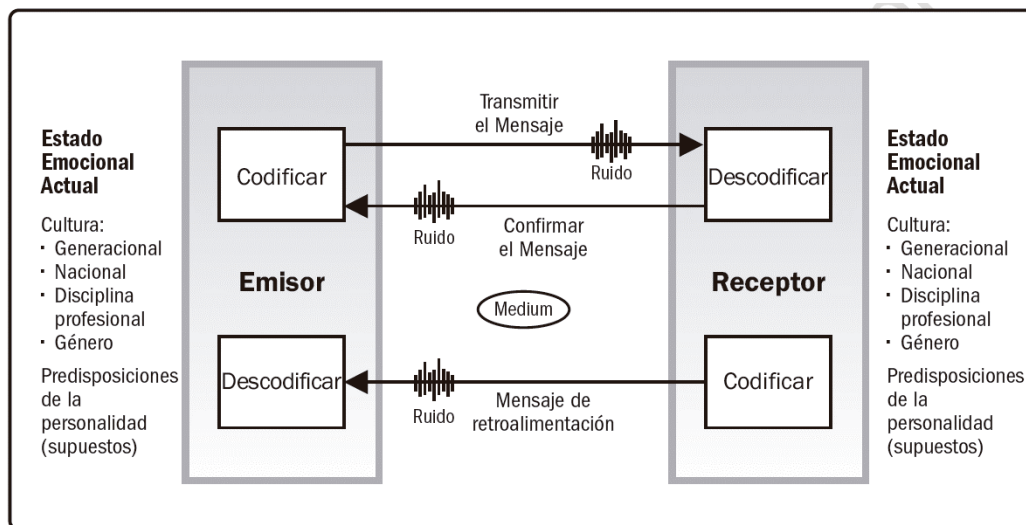 Estado
Emocional
Actual
Cultura:
· Generacional
· Nacional
· Disciplina
profesional
· Género
Predisposiciones
de la
personalidad
(supuestos)
Codificar
Emisor
Descodificar
Transmitir
el Mensaje
Ruido
Ruido
Confirmar
el Mensaje
Medium
Ruido
Mensaje de
retroalimentación
Descodificar
Receptor
Codificar
Estado
Emocional
Actual
Cultura:
· Generacional
· Nacional
· Disciplina
profesional
· Género
Predisposiciones
de la
personalidad
(supuestos)